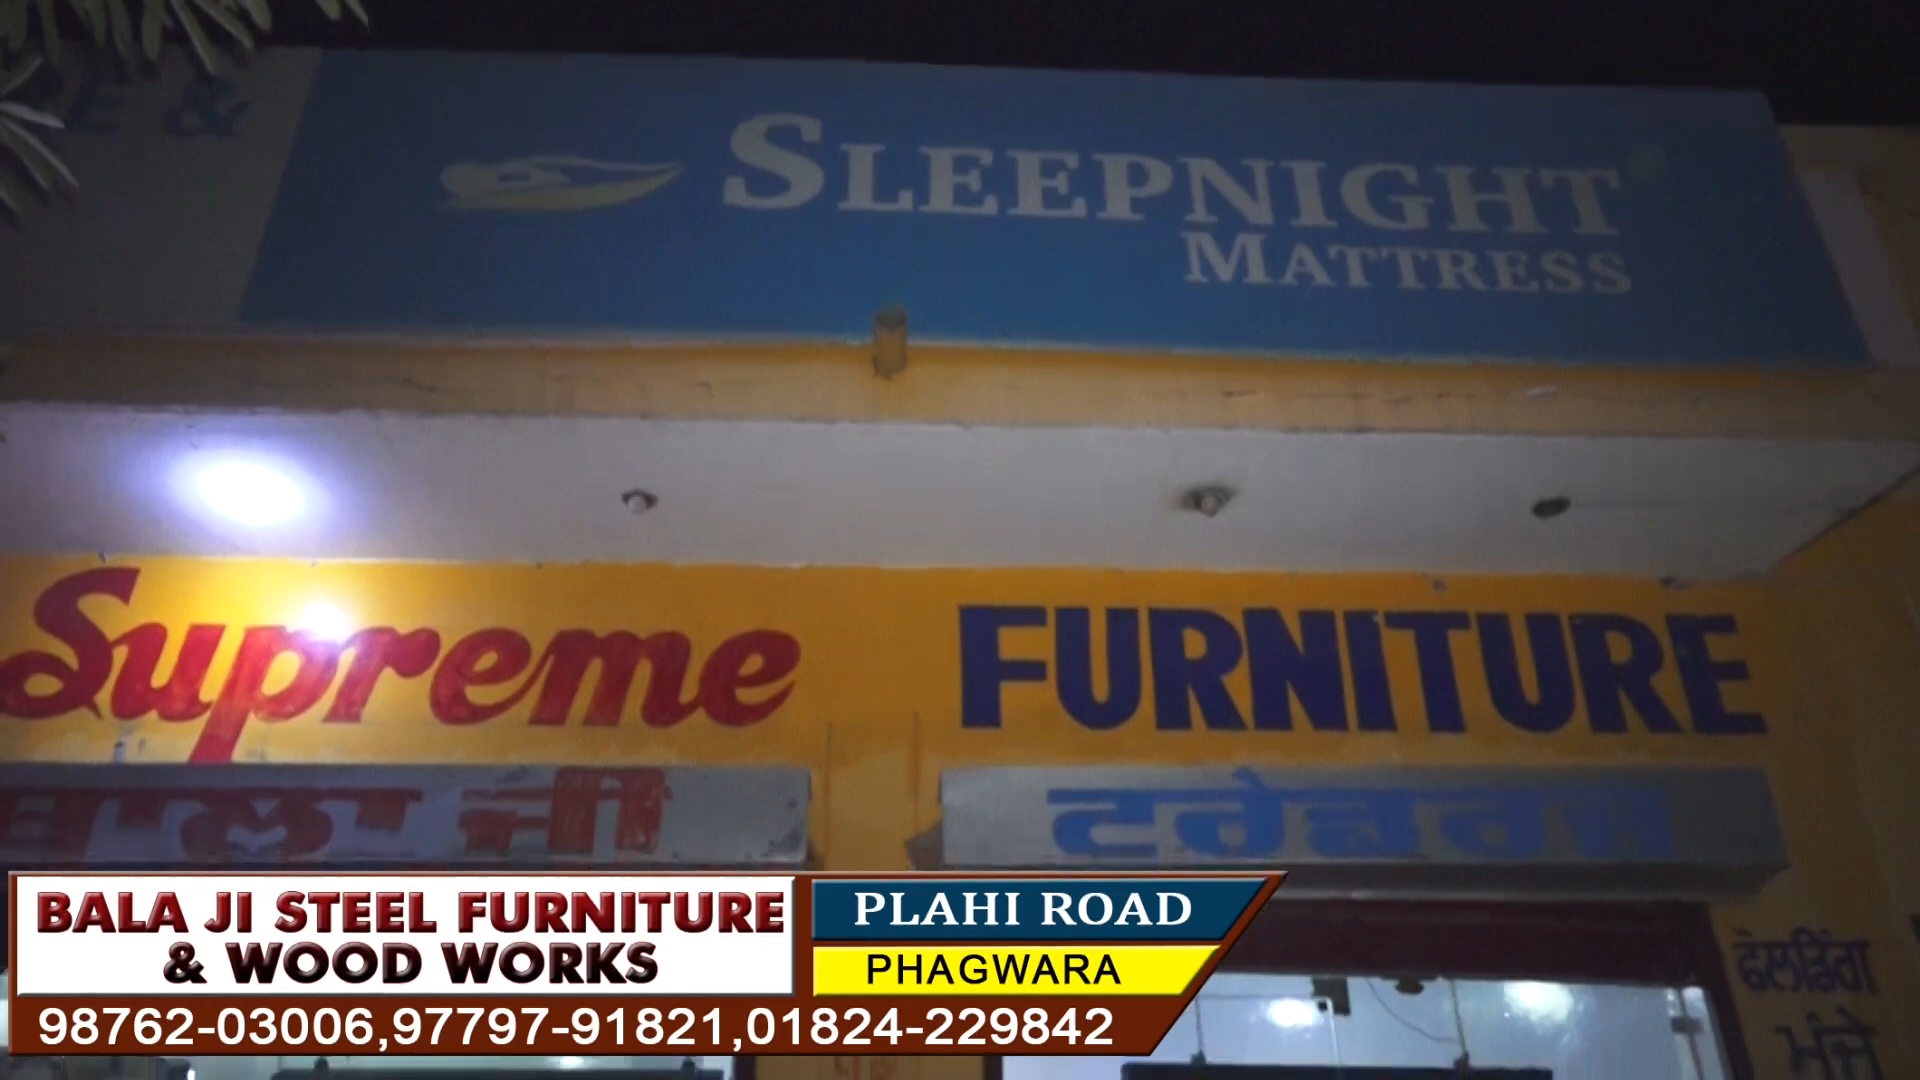 E &
SLEEPNIGHT
MATTRESS
Supreme FURNITURE
ਬਾਲਾ ਜੀ
ਫੋਲਡਿੰਗ
ਮੰਜੇ
BALA JI STEEL FURNITURE
& WOOD WORKS
PLAHI ROAD
PHAGWARA
98762-03006,97797-91821,01824-229842